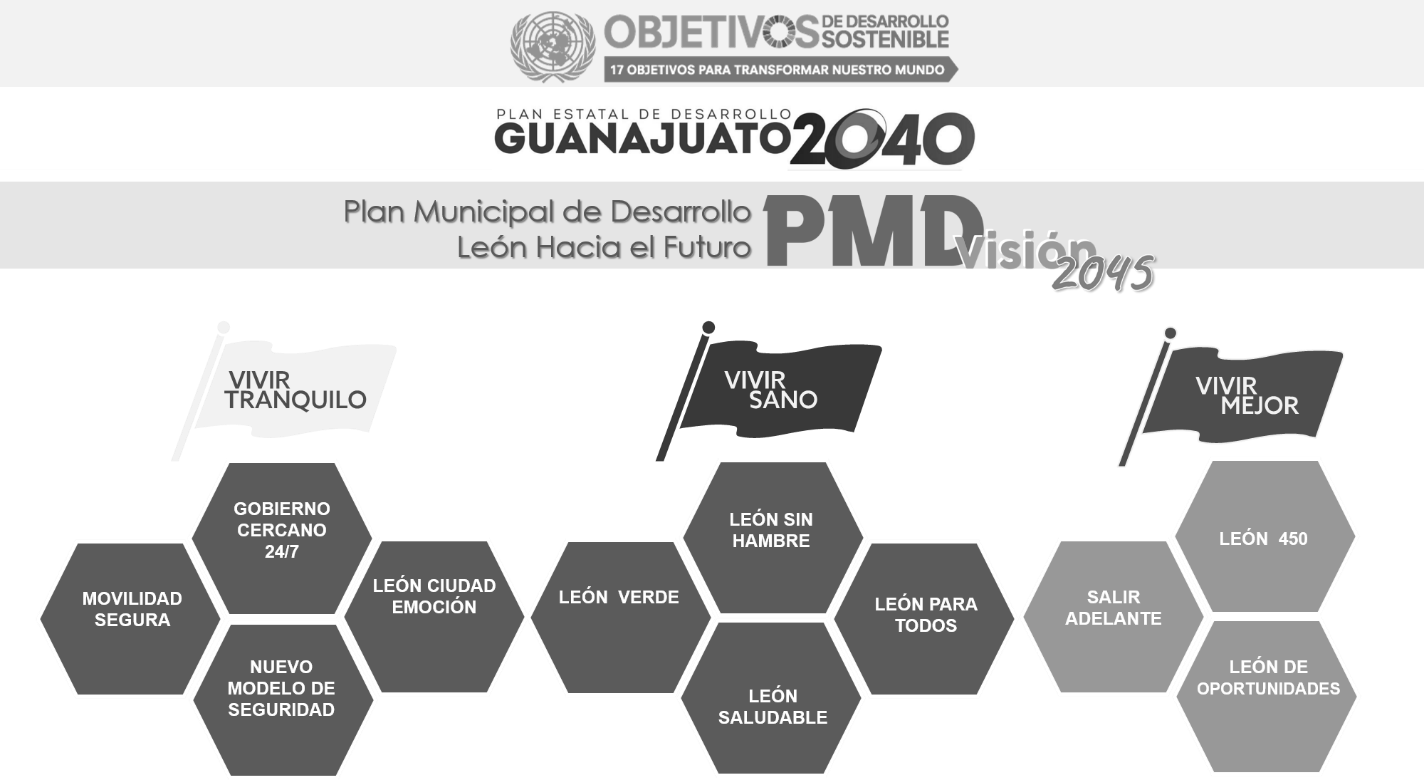 OBJETIVOS DE DESARROLLO SOSTENIBLE
17 OBJETIVOS PARA TRANSFORMAR NUESTRO MUNDO
PLAN ESTATAL DE DESARROLLO
GUANAJUATO 2040
Plan Municipal de Desarrollo
León Hacia el Futuro
PMD Visión
2045
VIVIR
TRANQUILO
VIVIR
SANO
VIVIR
MEJOR
GOBIERNO
CERCANO
24/7
MOVILIDAD
SEGURA
LEÓN CIUDAD
EMOCIÓN
NUEVO
MODELO DE
SEGURIDAD
LEÓN SIN
HAMBRE
LEÓN VERDE
LEÓN PARA
TODOS
LEÓN
SALUDABLE
LEÓN 450
SALIR
ADELANTE
LEÓN DE
OPORTUNIDADES